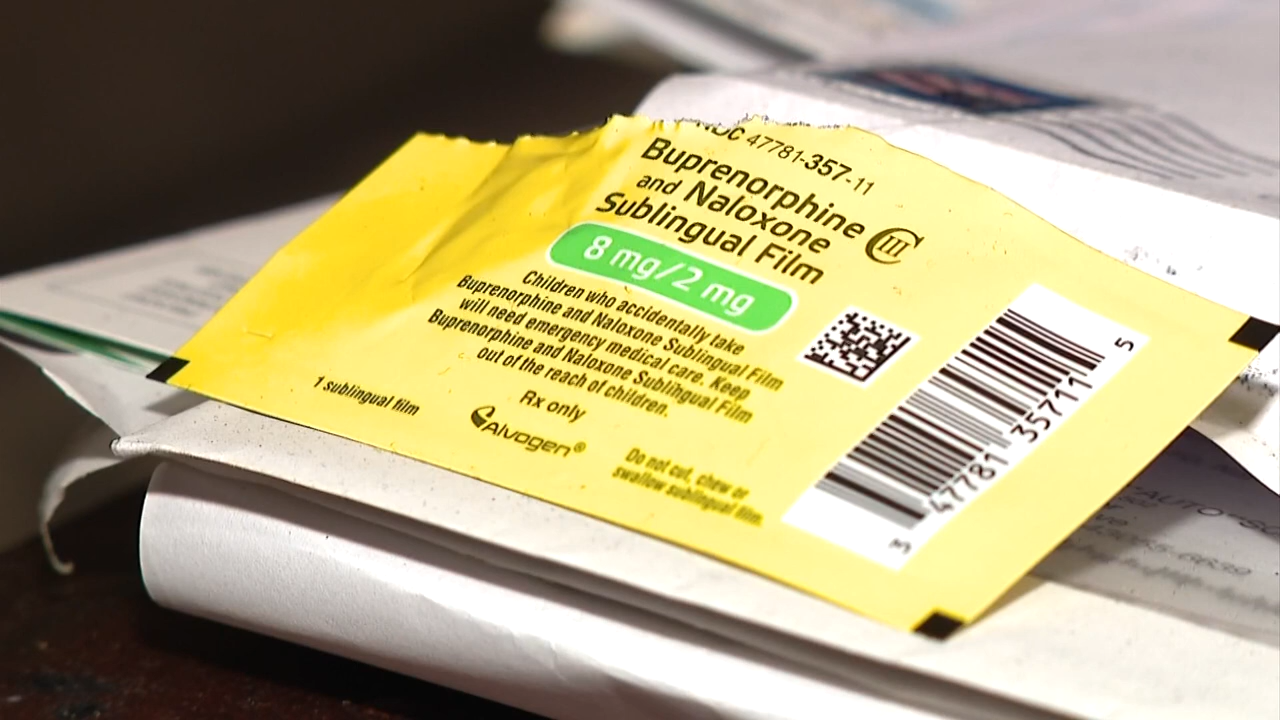 NDC 47781-357-11
Buprenorphine
and Naloxone
Sublingual Film
CIII
8 mg/2 mg
Children who accidentally take
Buprenorphine and Naloxone Sublingual Film
will need emergency medical care. Keep
Buprenorphine and Naloxone Sublingual Film
out of the reach of children.
Rx only
1 sublingual film
Alvogen®
Do not cut, chew or
swallow sublingual film.
3 47781 35711 5